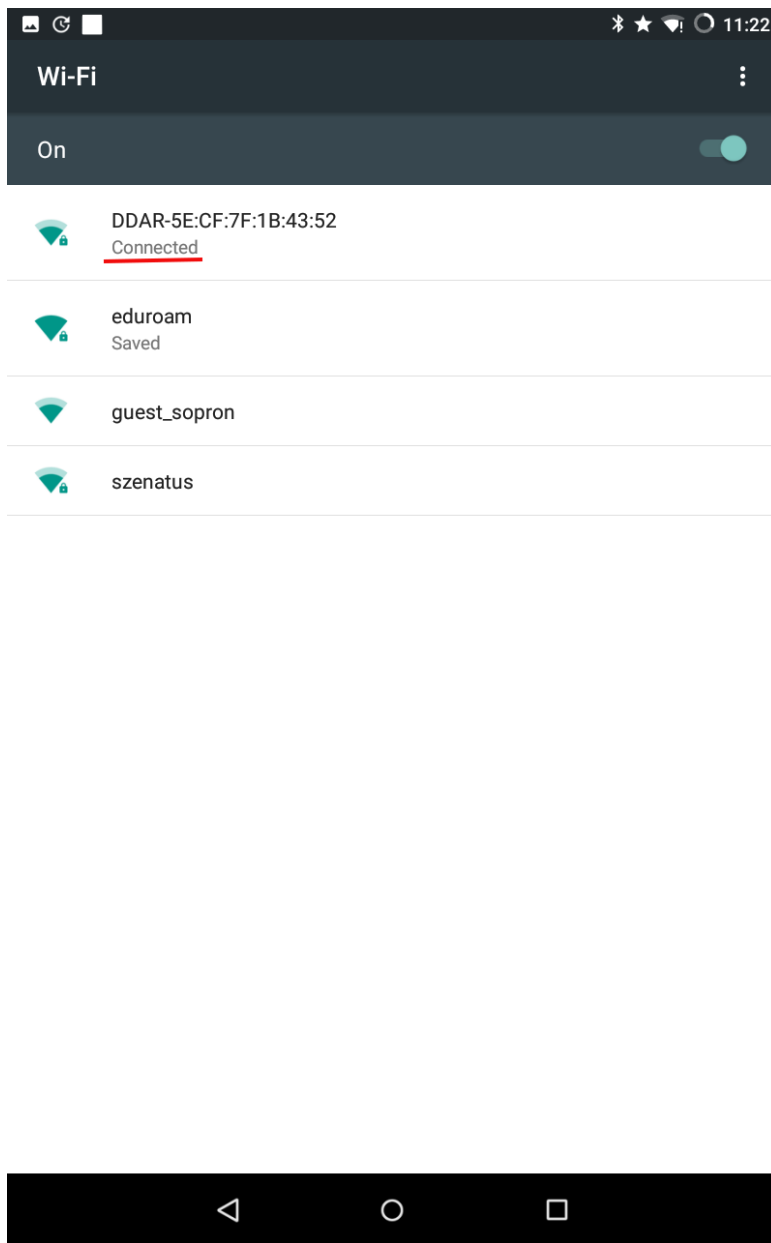 11:22
Wi-Fi
On
DDAR-5E:CF:7F:1B:43:52
Connected
eduroam
Saved
guest_sopron
szenatus